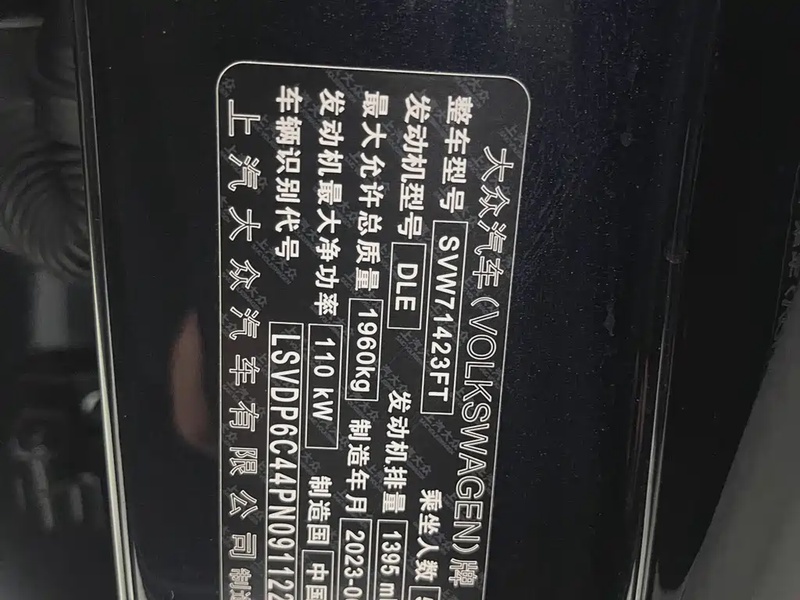 大众汽车(VOLKSWAGEN)牌
整车型号 SVW71423FT 乘坐人数
发动机型号 DLE 发动机排量 1395 ml
最大允许总质量 1960kg 制造年月 2023-0
发动机最大净功率 110 kW 制造国 中国
车辆识别代号 LSVDP6C44PN091122
上汽大众汽车有限公司 制造